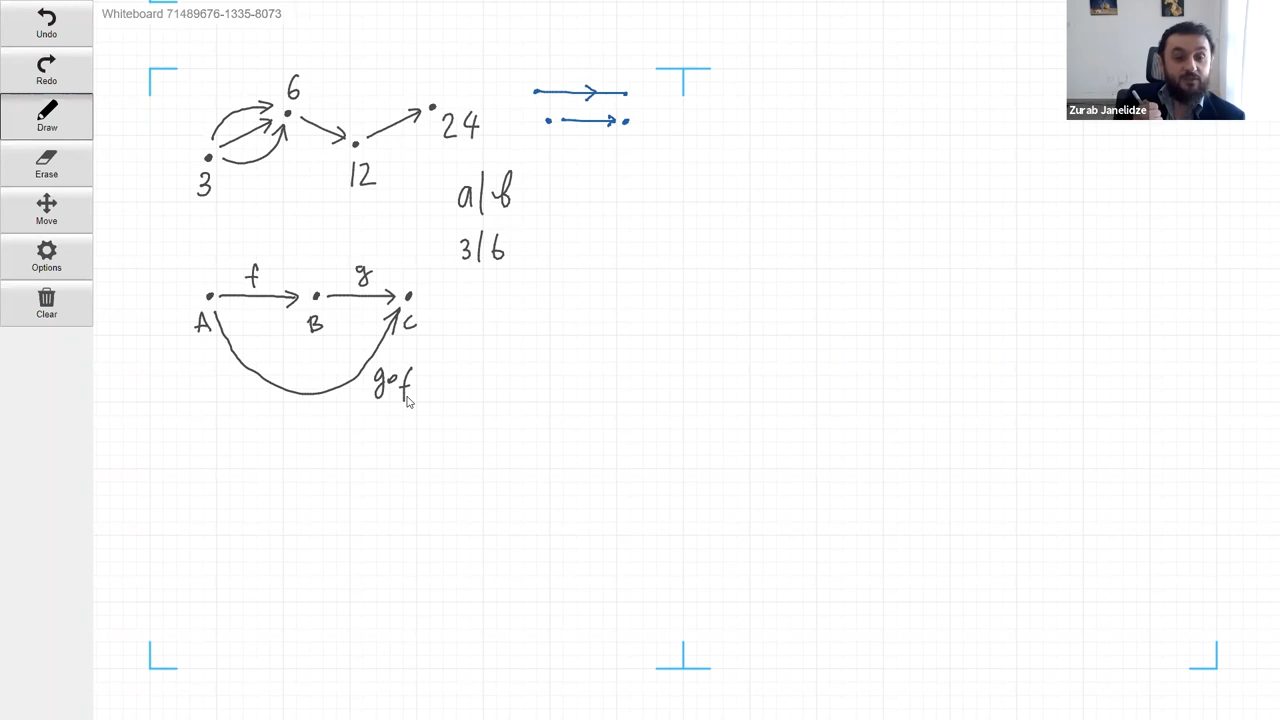 Whiteboard 71489676-1335-8073
Undo
Redo
Draw
Erase
Move
Options
Clear
Zurab Janelidze
6
24
3
12
a|b
3|6
f g
A B C
g∘f